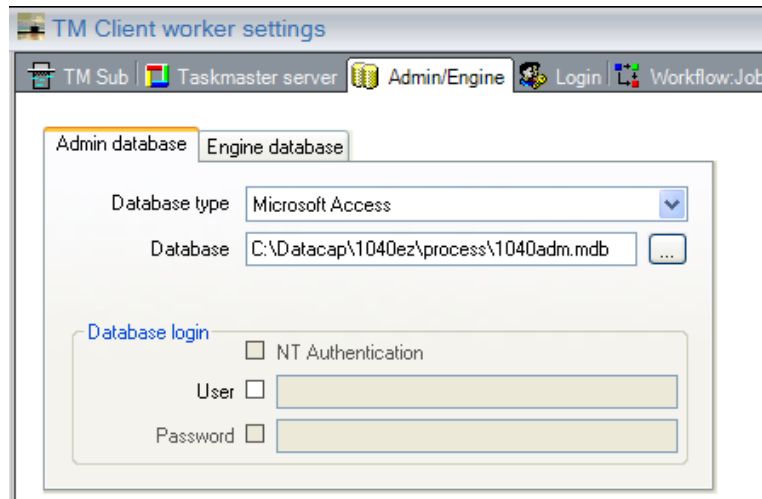 TM Client worker settings
TM Sub Taskmaster server Admin/Engine Login Workflow:Job
Admin database Engine database
Database type Microsoft Access
Database C:\Datacap\1040ez\process\1040adm.mdb ...
Database login
NT Authentication
User
Password